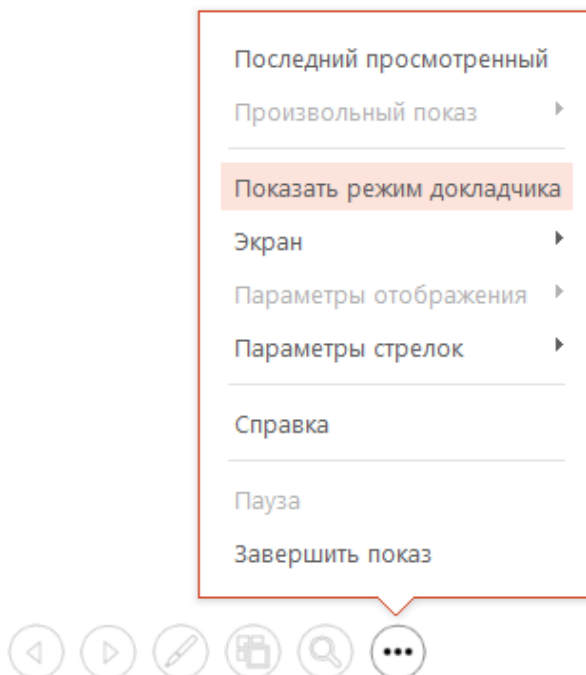 Последний просмотренный
Произвольный показ
Показать режим докладчика
Экран
Параметры отображения
Параметры стрелок
Справка
Пауза
Завершить показ